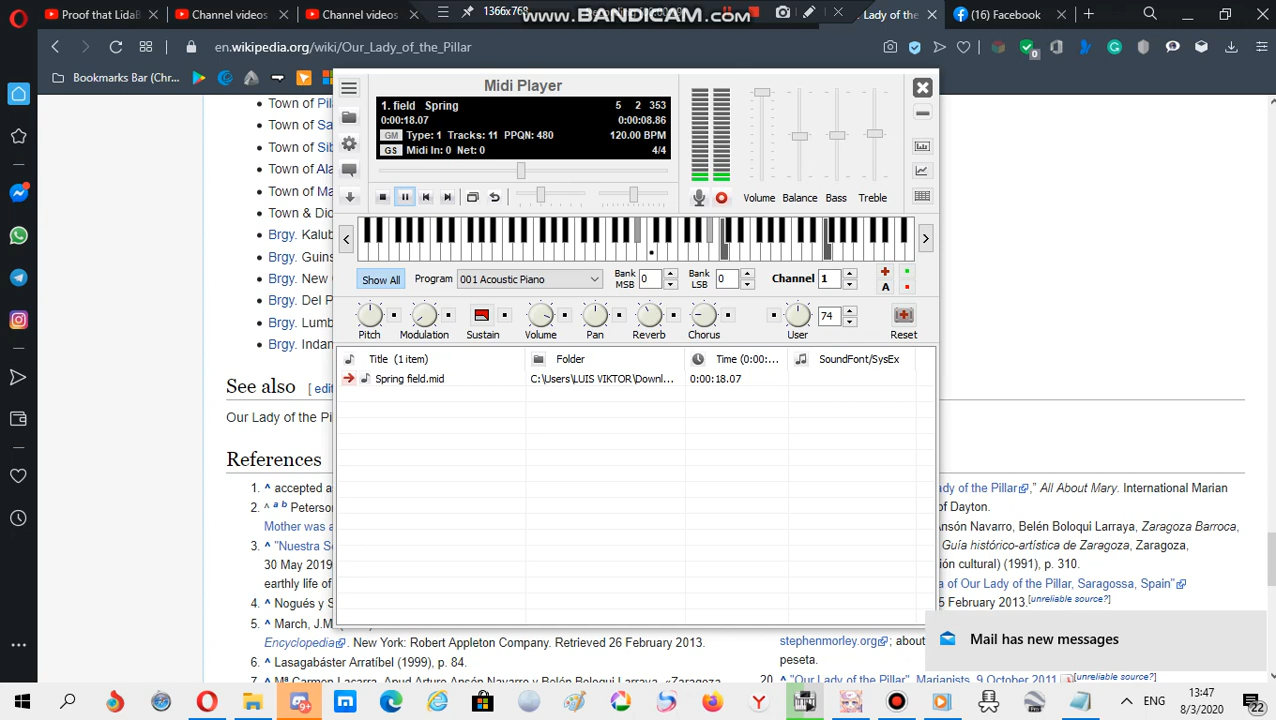 Proof that LidaB
Channel videos
Channel videos
1366x768
www.BANDICAM.com
Lady of the
(16) Facebook
en.wikipedia.org/wiki/Our_Lady_of_the_Pillar
Bookmarks Bar (Chr...
0
Town of Pil
Town of Sa
Town of Sib
Town of Ala
Town of Ma
Town & Dio
Brgy. Kalub
Brgy. Guins
Brgy. New
Brgy. Del P
Brgy. Lumb
Brgy. Indan
See also [ edit
Our Lady of the Pi
References
1. ^ accepted a
2. ^ a b Peterson
Mother was a
3. ^ "Nuestra Se
30 May 2019
earthly life of
4. ^ Nogués y S
5. ^ March, J.M
Encyclopedia. New York: Robert Appleton Company. Retrieved 26 February 2013.
6. ^ Lasagabáster Arratíbel (1999), p. 84.
Midi Player
1. field Spring 5 2 353
0:00:18.07 0:00:08.86
GM Type: 1 Tracks: 11 PPQN: 480 120.00 BPM
GS Midi In: 0 Net: 0 4/4
Volume Balance Bass Treble
Show All Program 001 Acoustic Piano Bank MSB 0 Bank LSB 0 Channel 1
A
74
Pitch Modulation Sustain Volume Pan Reverb Chorus User Reset
Title (1 item) Folder Time (0:00:... SoundFont/SysEx
Spring field.mid C:\Users\LUIS VIKTOR\Downl... 0:00:18.07
ady of the Pillar," All About Mary. International Marian
of Dayton.
Ansón Navarro, Belén Boloqui Larraya, Zaragoza Barroca,
Guía histórico-artística de Zaragoza, Zaragoza,
ción cultural) (1991), p. 310.
a of Our Lady of the Pillar, Saragossa, Spain"
5 February 2013.[unreliable source?]
Mail has new messages
stephenmorley.org; abou
peseta.
20
^ "Our Lady of the Pillar", Marianists, 9 October 2011 [unreliable source?]
ENG
13:47
8/3/2020
22